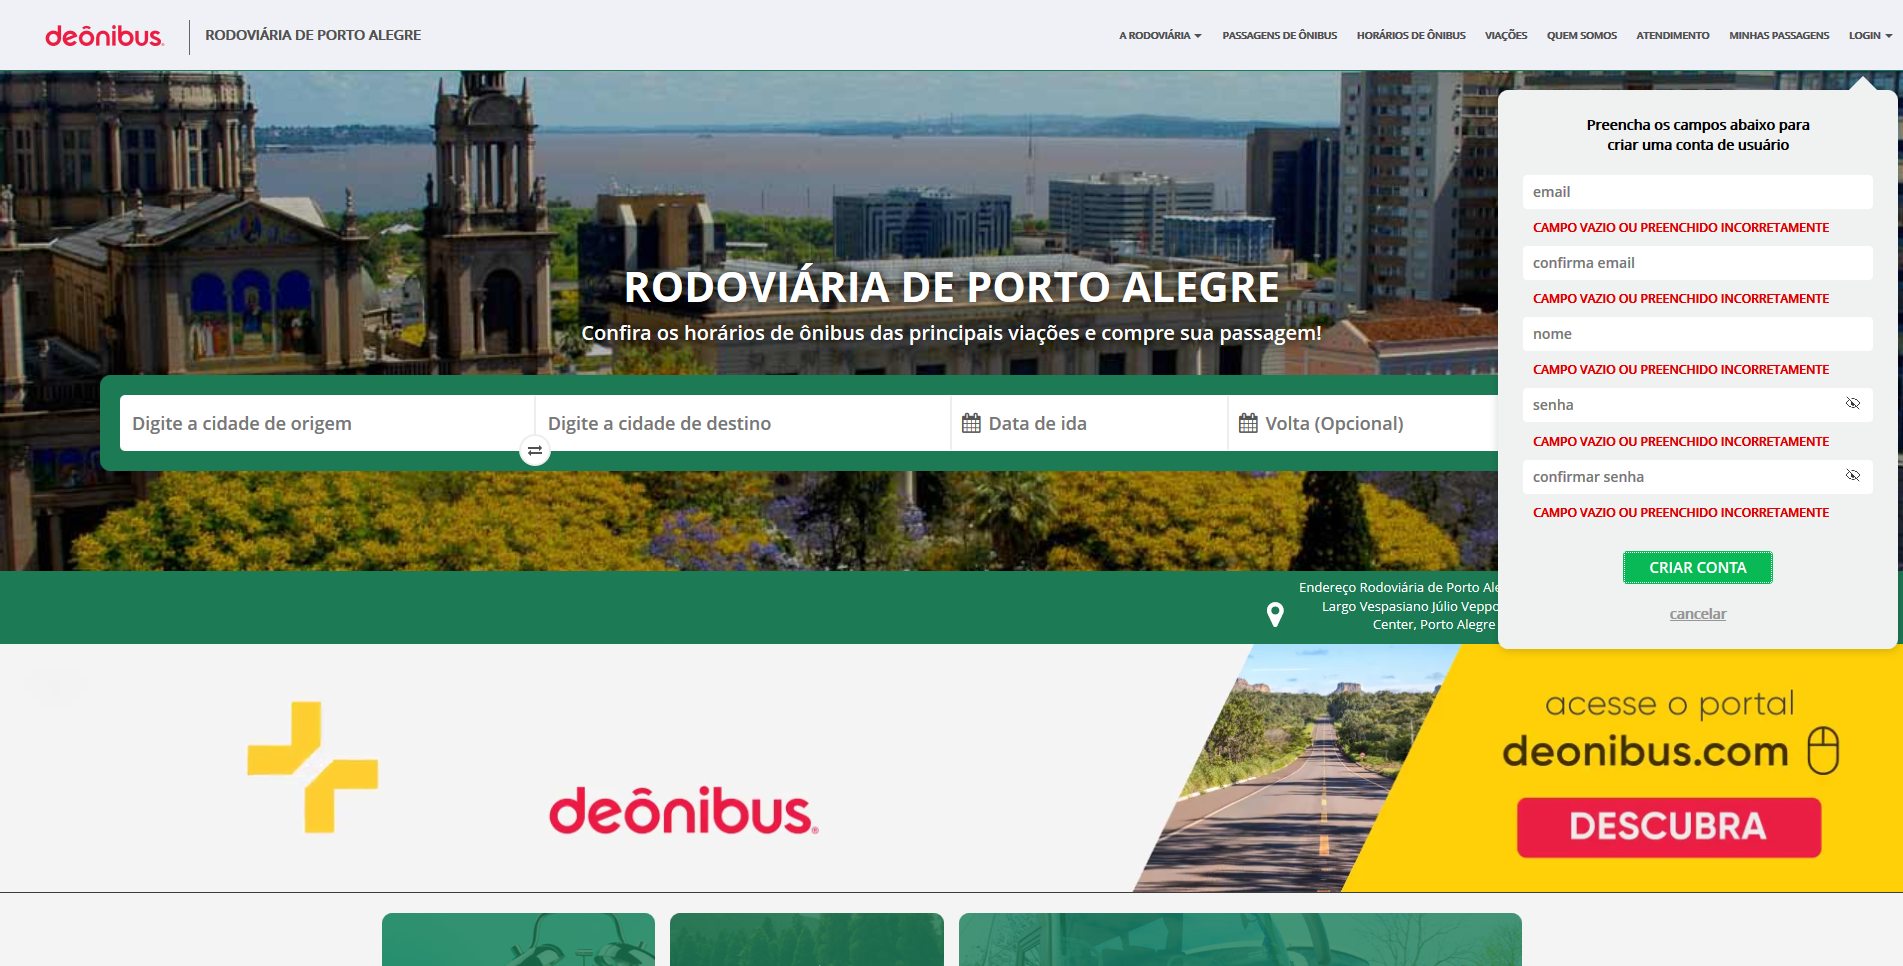 deônibus
RODOVIÁRIA DE PORTO ALEGRE
A RODOVIÁRIA
PASSAGENS DE ÔNIBUS
HORÁRIOS DE ÔNIBUS
VIAÇÕES
QUEM SOMOS
ATENDIMENTO
MINHAS PASSAGENS
LOGIN
Preencha os campos abaixo para
criar uma conta de usuário
email
CAMPO VAZIO OU PREENCHIDO INCORRETAMENTE
confirma email
CAMPO VAZIO OU PREENCHIDO INCORRETAMENTE
nome
CAMPO VAZIO OU PREENCHIDO INCORRETAMENTE
senha
CAMPO VAZIO OU PREENCHIDO INCORRETAMENTE
confirmar senha
CAMPO VAZIO OU PREENCHIDO INCORRETAMENTE
CRIAR CONTA
cancelar
RODOVIÁRIA DE PORTO ALEGRE
Confira os horários de ônibus das principais viações e compre sua passagem!
Digite a cidade de origem
Digite a cidade de destino
Data de ida
Volta (Opcional)
Endereço Rodoviária de Porto Ale
Largo Vespasiano Júlio Veppo
Center, Porto Alegre
deônibus®
acesse o portal
deonibus.com
DESCUBRA